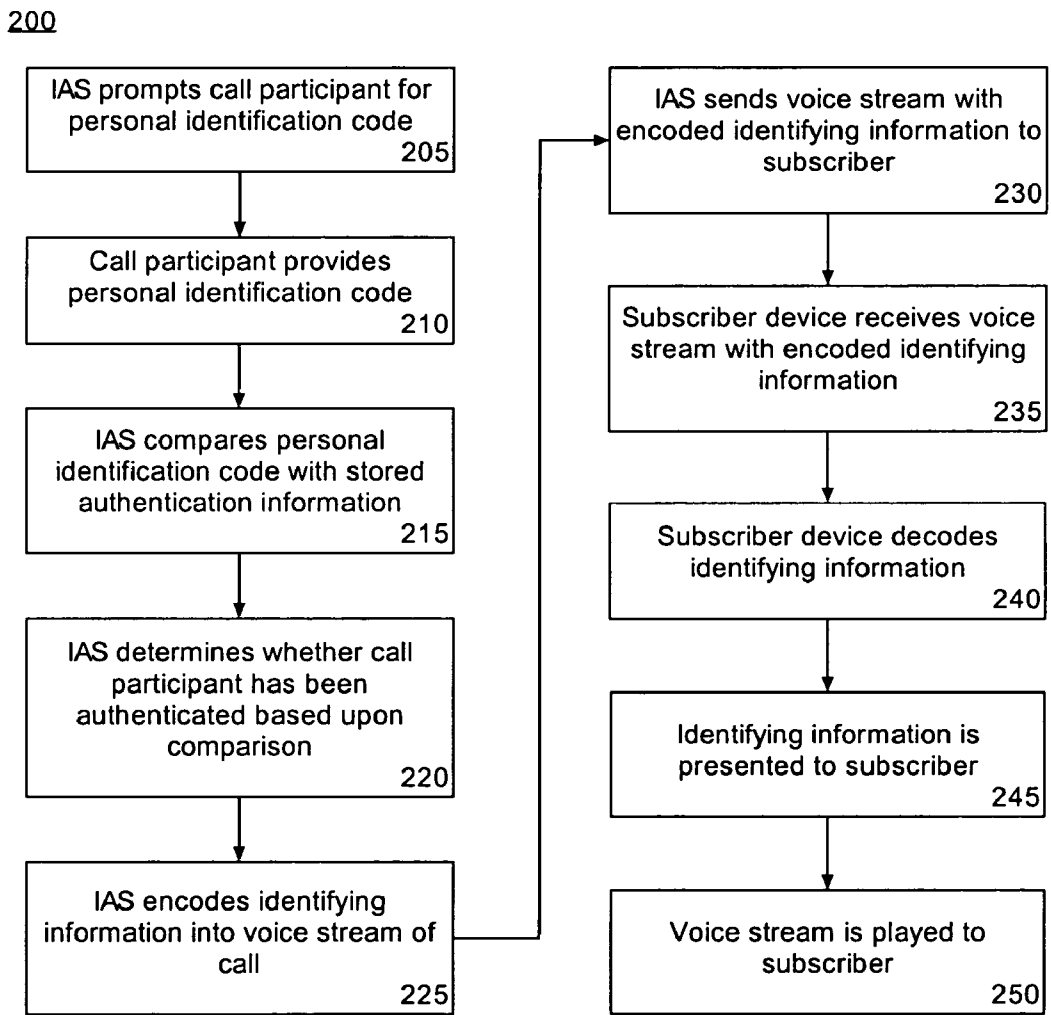 200
IAS prompts call participant for
personal identification code
205
Call participant provides
personal identification code
210
IAS compares personal
identification code with stored
authentication information
215
IAS determines whether call
participant has been
authenticated based upon
comparison
220
IAS encodes identifying
information into voice stream of
call
225
IAS sends voice stream with
encoded identifying information to
subscriber
230
Subscriber device receives voice
stream with encoded identifying
information
235
Subscriber device decodes
identifying information
240
Identifying information is
presented to subscriber
245
Voice stream is played to
subscriber
250